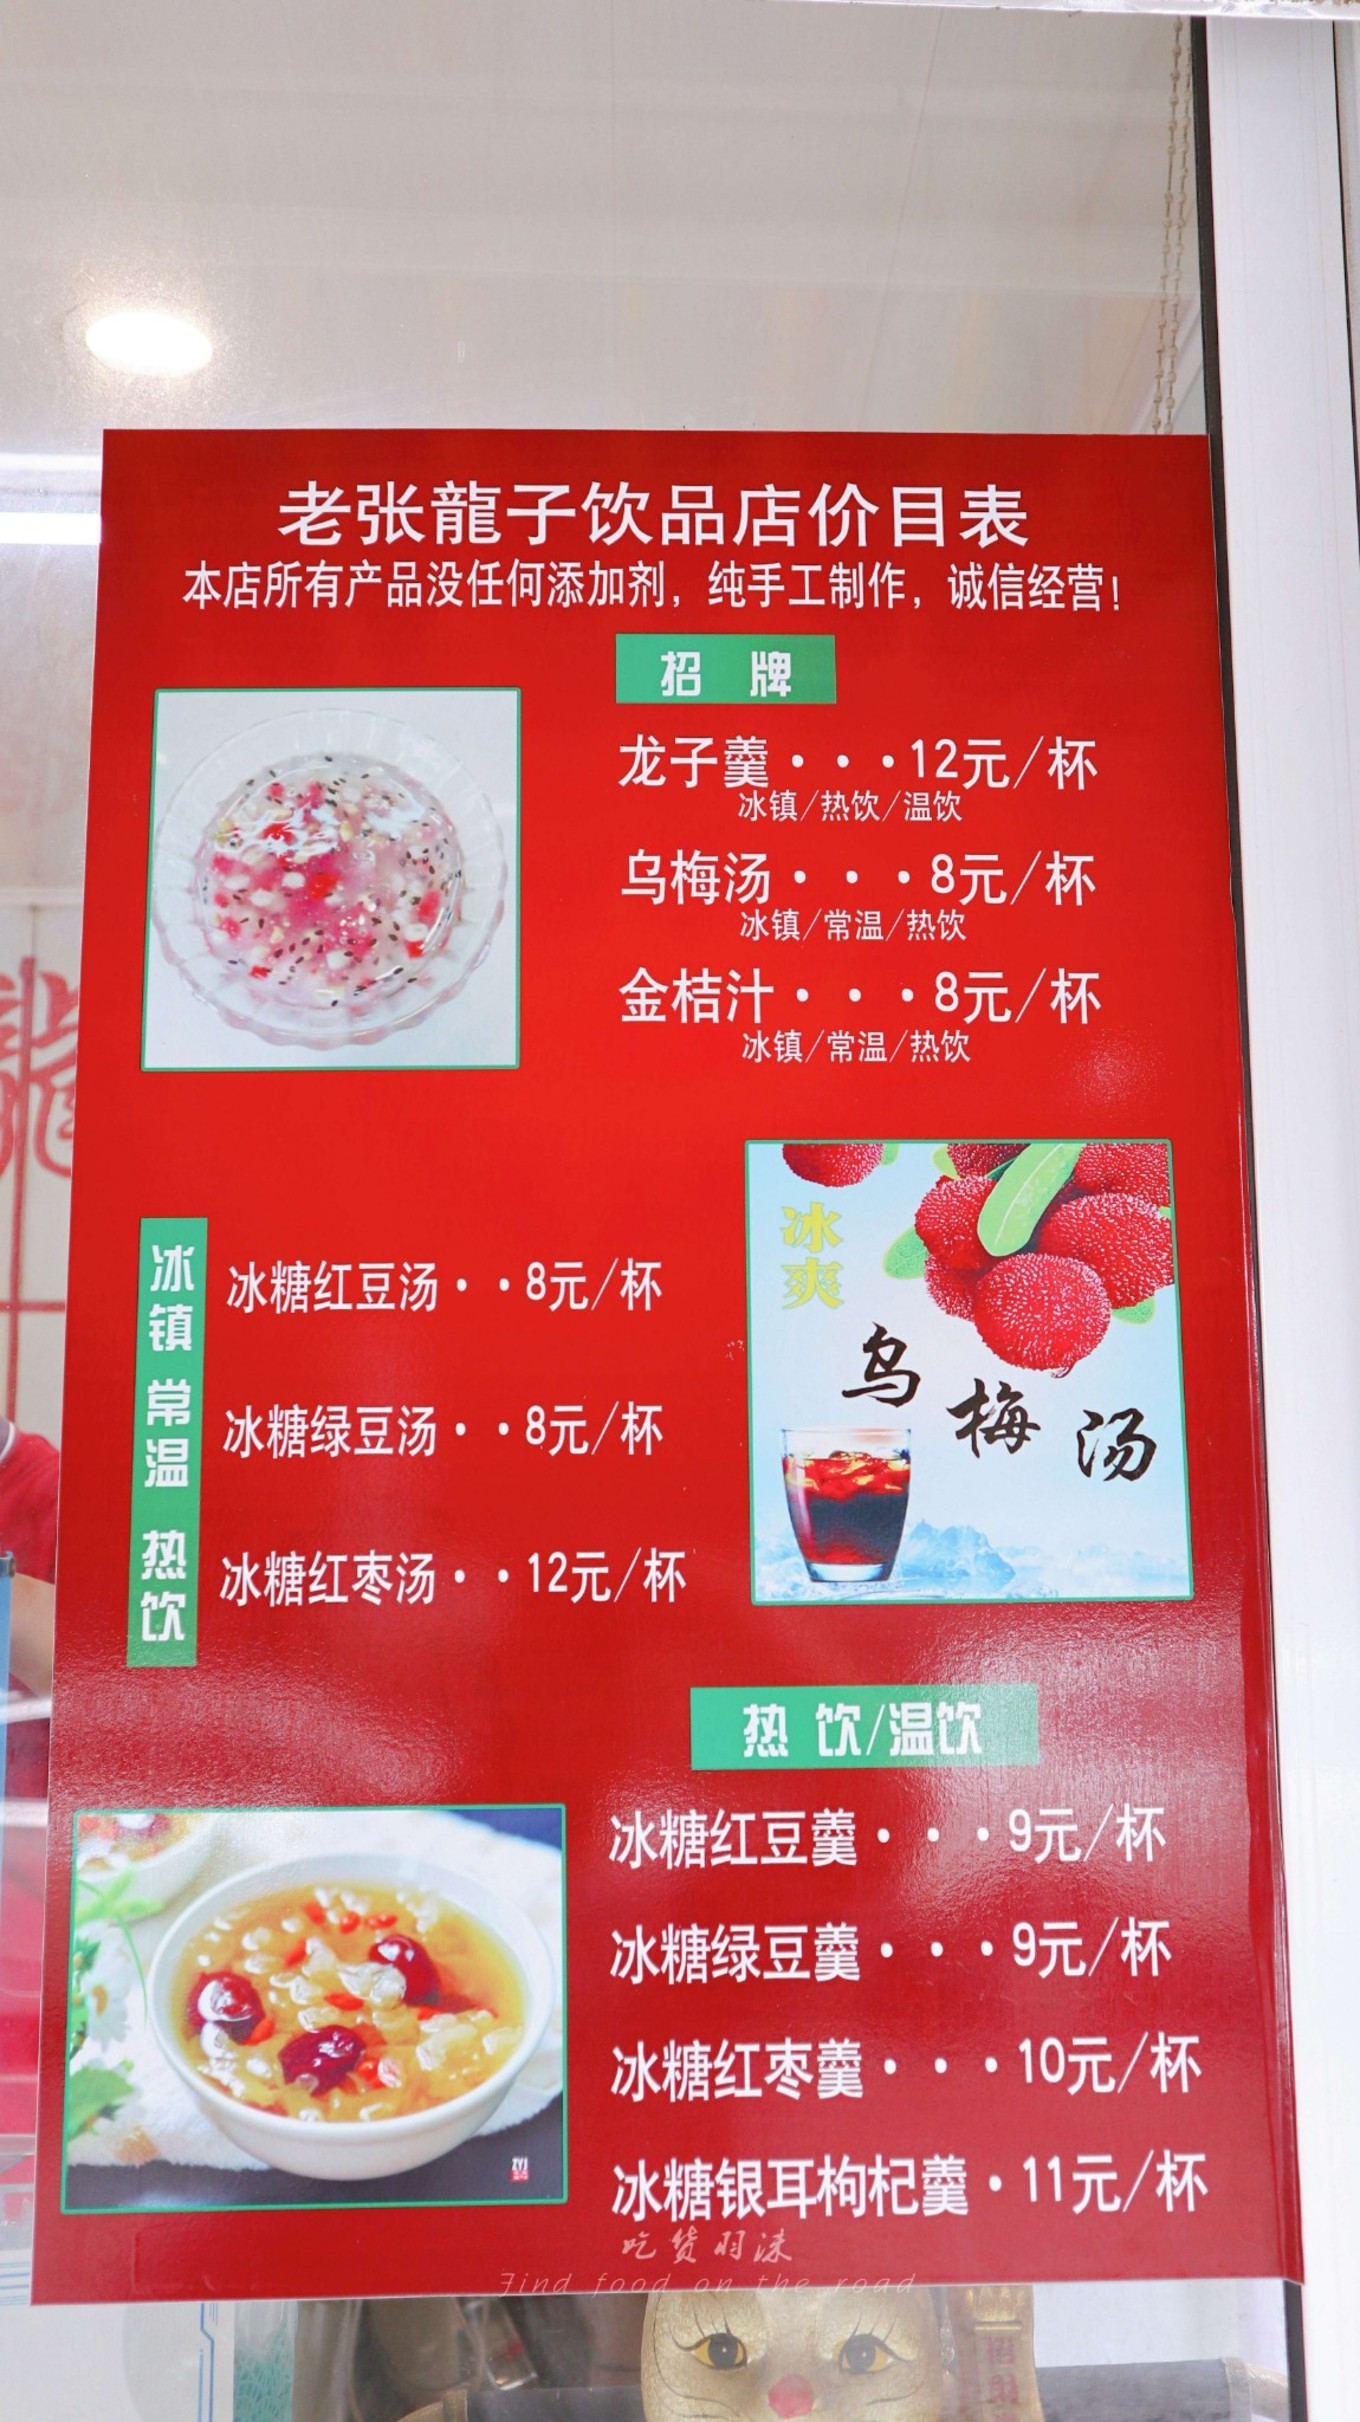 老张龍子饮品店价目表
本店所有产品没任何添加剂，纯手工制作，诚信经营！
招 牌
龙子羹···12元/杯
冰镇/热饮/温饮
乌梅汤···8元/杯
冰镇/常温/热饮
金桔汁···8元/杯
冰镇/常温/热饮
冰爽
乌梅汤
冰镇 常温 热饮
冰糖红豆汤··8元/杯
冰糖绿豆汤··8元/杯
冰糖红枣汤··12元/杯
热 饮/温饮
冰糖红豆羹···9元/杯
冰糖绿豆羹···9元/杯
冰糖红枣羹···10元/杯
冰糖银耳枸杞羹·11元/杯
ZYJ
吃货羽沫
Find food on the road
龍